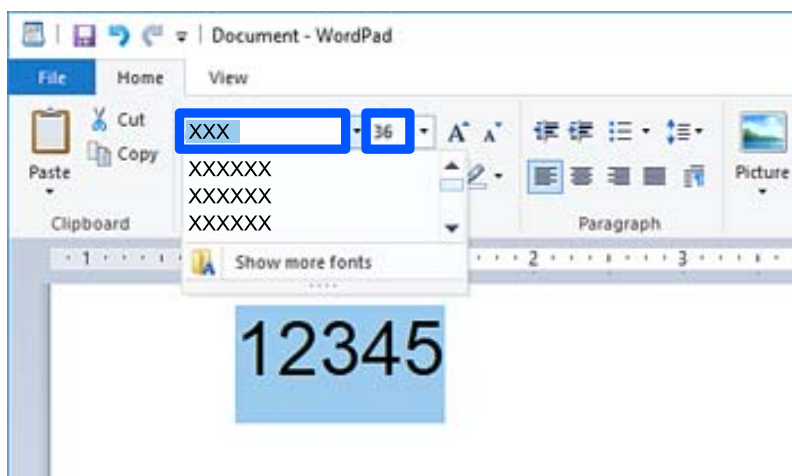 Document - WordPad
File Home View
Cut
Copy
Paste
Clipboard
XXX 36 A A
XXXXXX
XXXXXX
XXXXXX
Show more fonts
Paragraph
Picture
1 2 3
12345